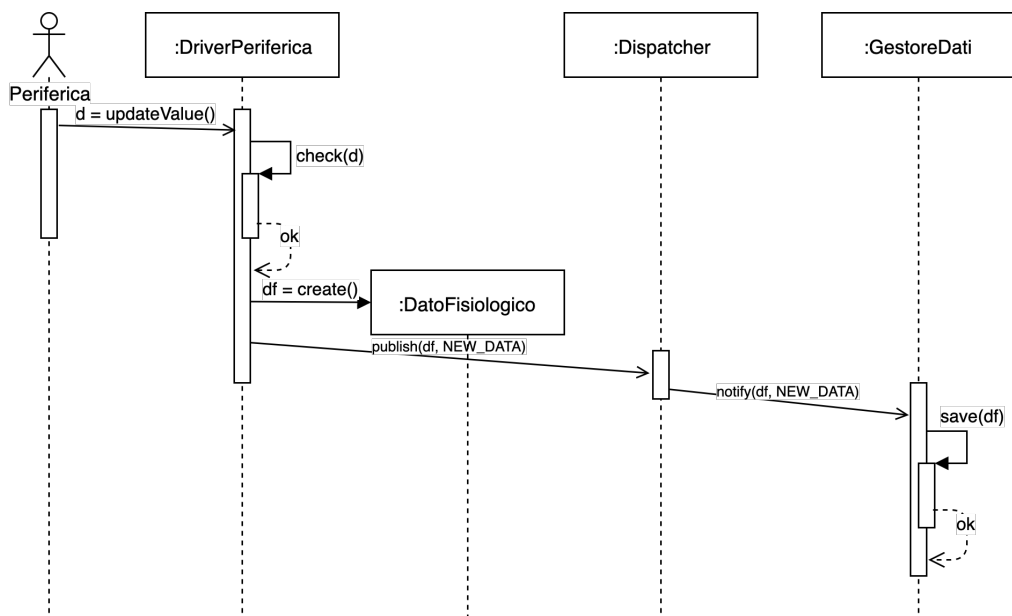 :DriverPeriferica
:Dispatcher
:GestoreDati
Periferica
d = updateValue()
check(d)
ok
df = create()
:DatoFisiologico
publish(df, NEW_DATA)
notify(df, NEW_DATA)
save(df)
ok